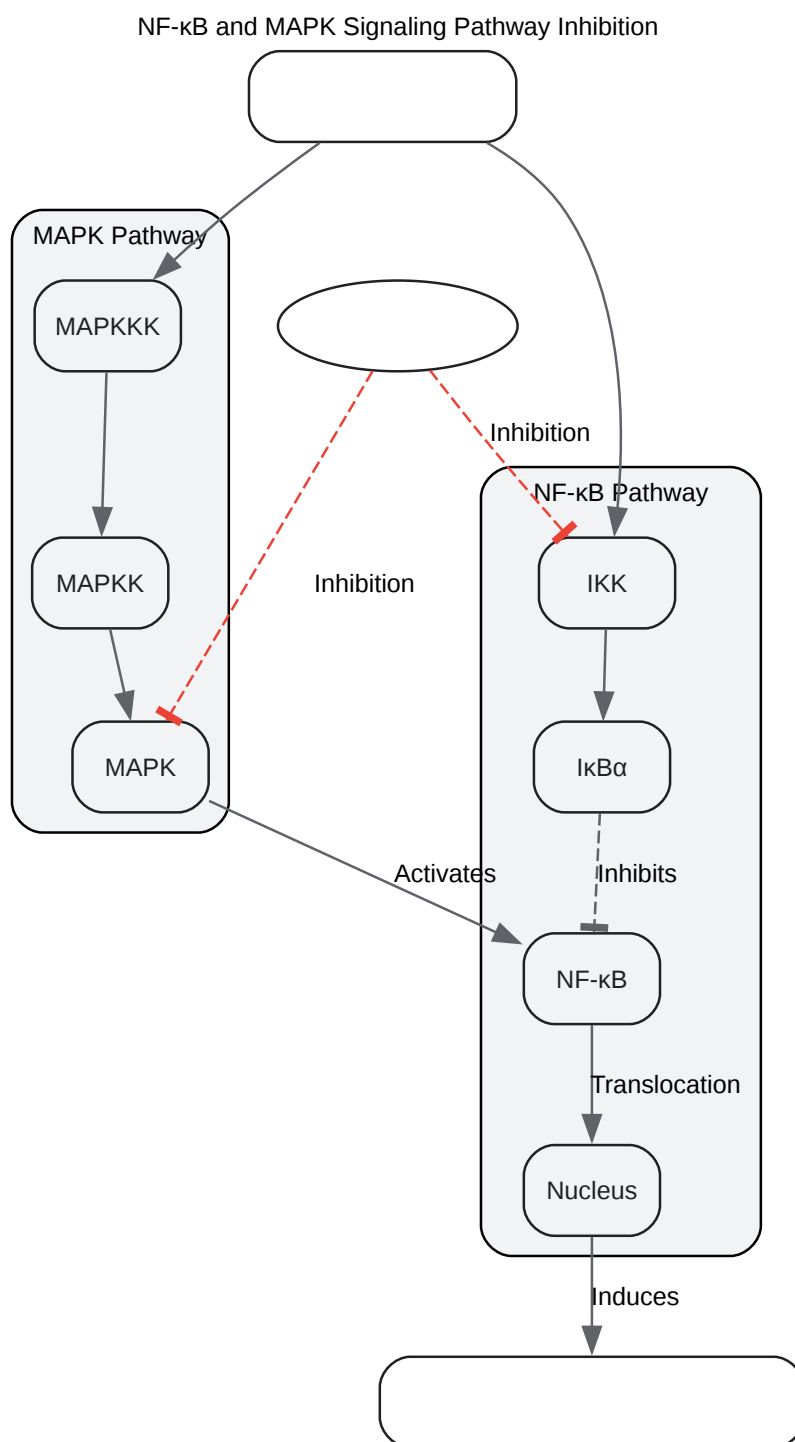 NF-κB and MAPK Signaling Pathway Inhibition
MAPK Pathway
MAPKKK
Inhibition
NF-κB Pathway
MAPKK
Inhibition
IKK
MAPK
IκBα
Activates
Inhibits
NF-κB
Translocation
Nucleus
Induces